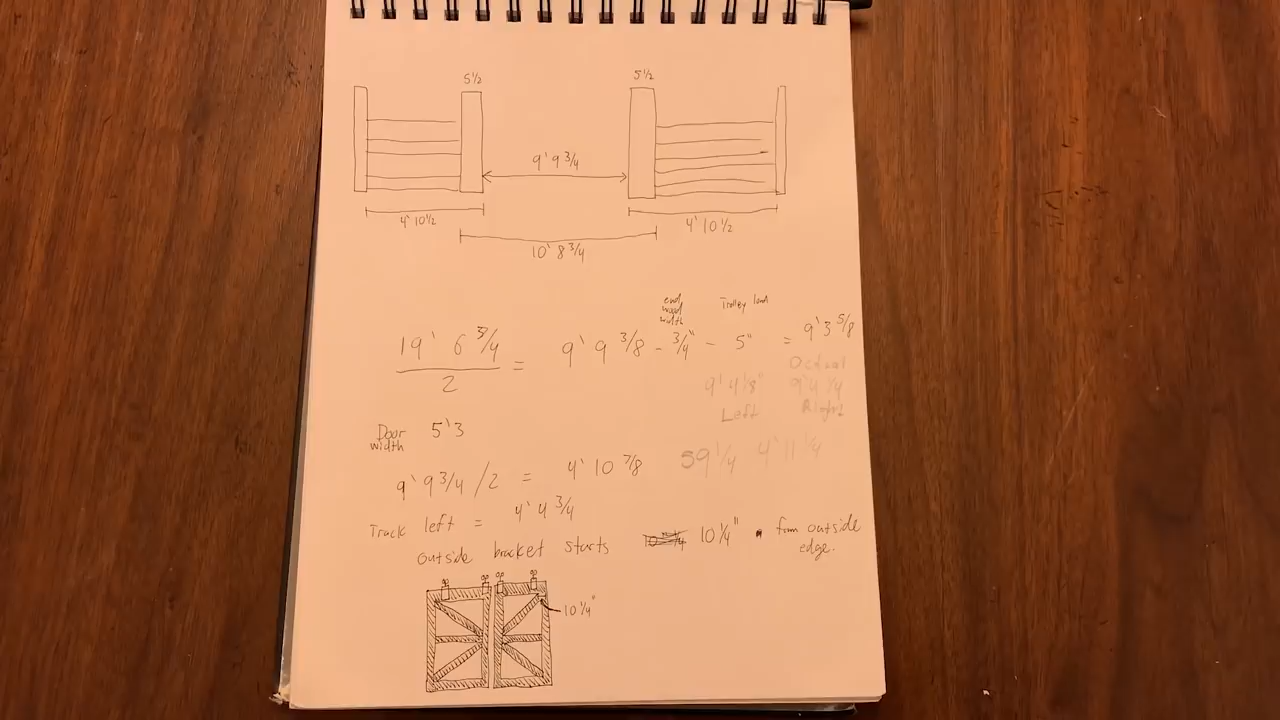 5½ 5½
9' 9 3/4
4' 10½ 4' 10½
10' 8 3/4
end wood width Trolley
19' 6 3/4 / 2 = 9' 9 3/8 - 3/4" - 5" = 9' 3 5/8
9' 4 1/8" 9' 4 1/4
Left Right
Door width 5'3
9' 9 3/4 /2 = 4' 10 7/8 59 1/4 4' 11 1/4
Track left = 4' 4 3/4
outside bracket starts 10 1/4" from outside edge.
10 1/4"